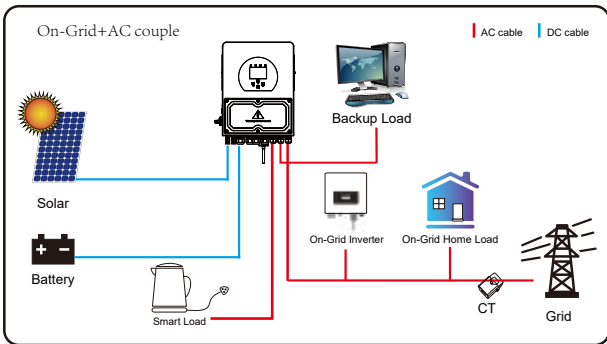 On-Grid+AC couple
AC cable
DC cable
Backup Load
Solar
On-Grid Inverter
On-Grid Home Load
Battery
Smart Load
CT
Grid